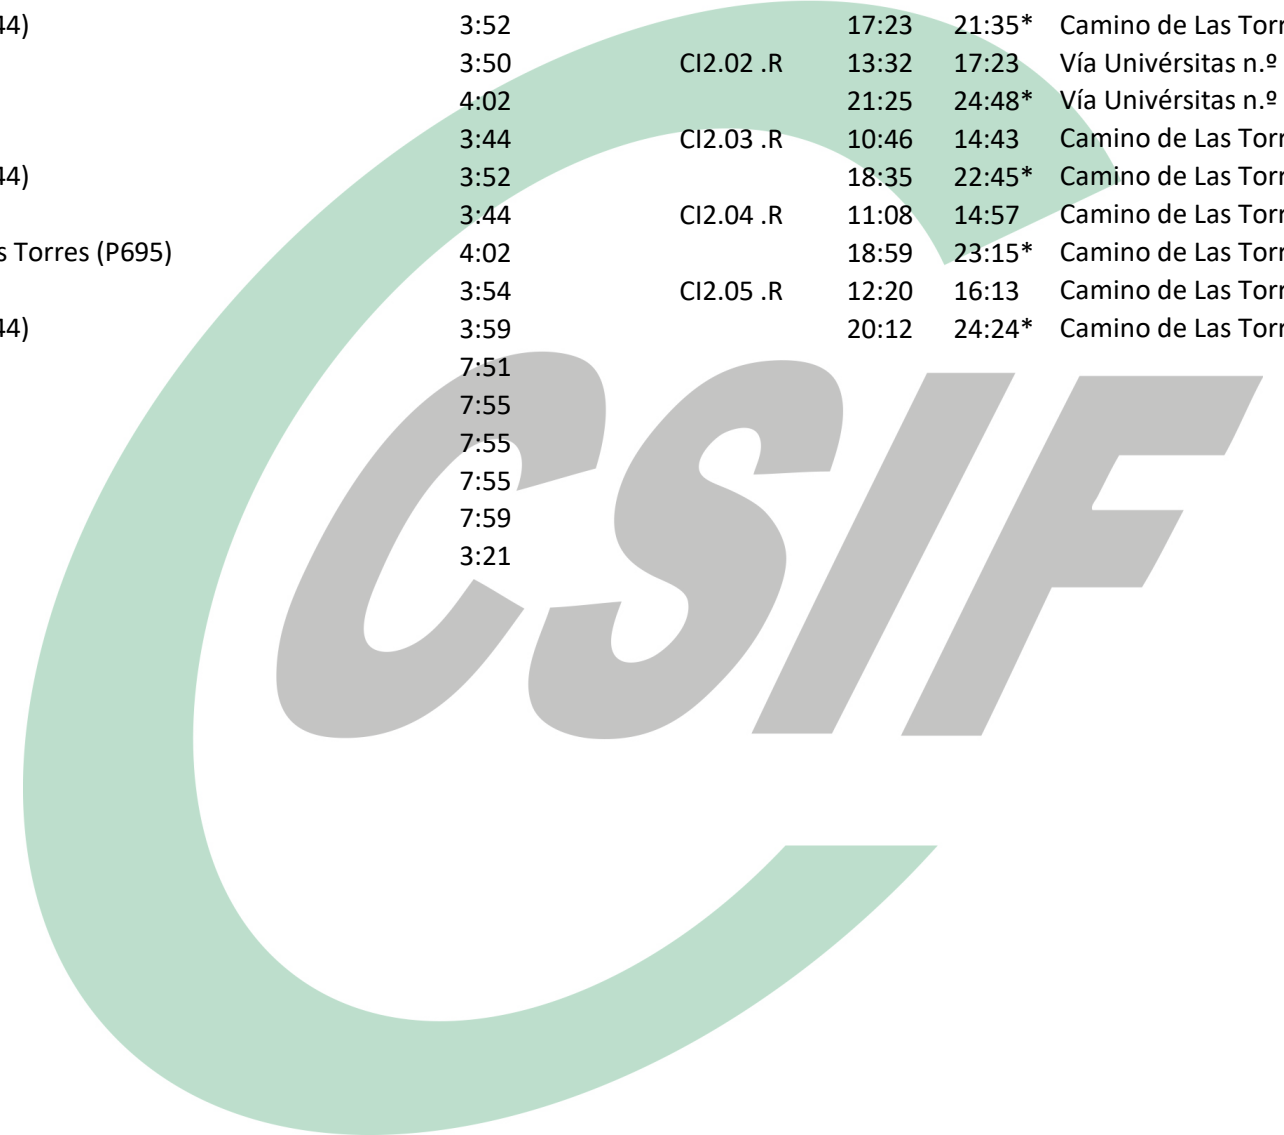 44) 3:52 17:23 21:35* Camino de Las Torr
3:50 CI2.02 .R 13:32 17:23 Vía Univérsitas n.º
4:02 21:25 24:48* Vía Univérsitas n.º
3:44 CI2.03 .R 10:46 14:43 Camino de Las Torr
44) 3:52 18:35 22:45* Camino de Las Torr
3:44 CI2.04 .R 11:08 14:57 Camino de Las Torr
s Torres (P695) 4:02 18:59 23:15* Camino de Las Torr
3:54 CI2.05 .R 12:20 16:13 Camino de Las Torr
44) 3:59 20:12 24:24* Camino de Las Torr
7:51
7:55
7:55
7:55
7:59
3:21
CSIF